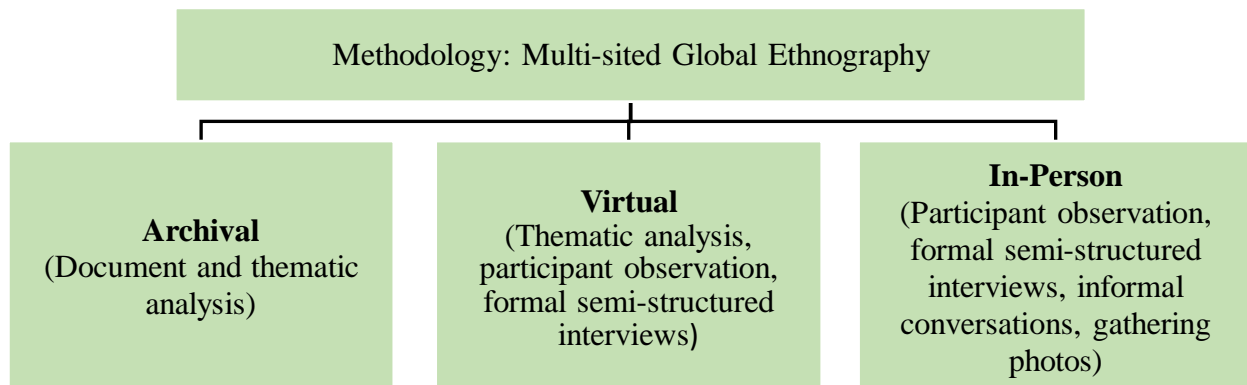 Methodology: Multi-sited Global Ethnography
Archival
(Document and thematic
analysis)
Virtual
(Thematic analysis,
participant observation,
formal semi-structured
interviews)
In-Person
(Participant observation,
formal semi-structured
interviews, informal
conversations, gathering
photos)